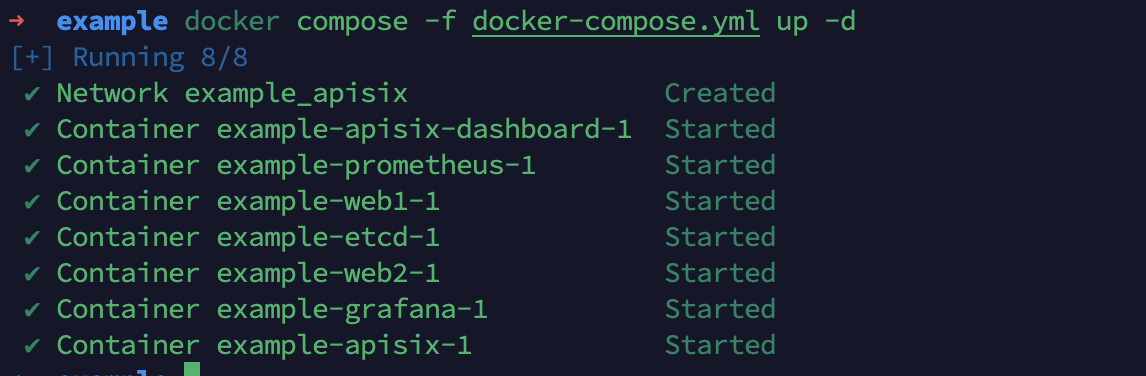 → example docker compose -f docker-compose.yml up -d
[+] Running 8/8
✔ Network example_apisix Created
✔ Container example-apisix-dashboard-1 Started
✔ Container example-prometheus-1 Started
✔ Container example-web1-1 Started
✔ Container example-etcd-1 Started
✔ Container example-web2-1 Started
✔ Container example-grafana-1 Started
✔ Container example-apisix-1 Started
example